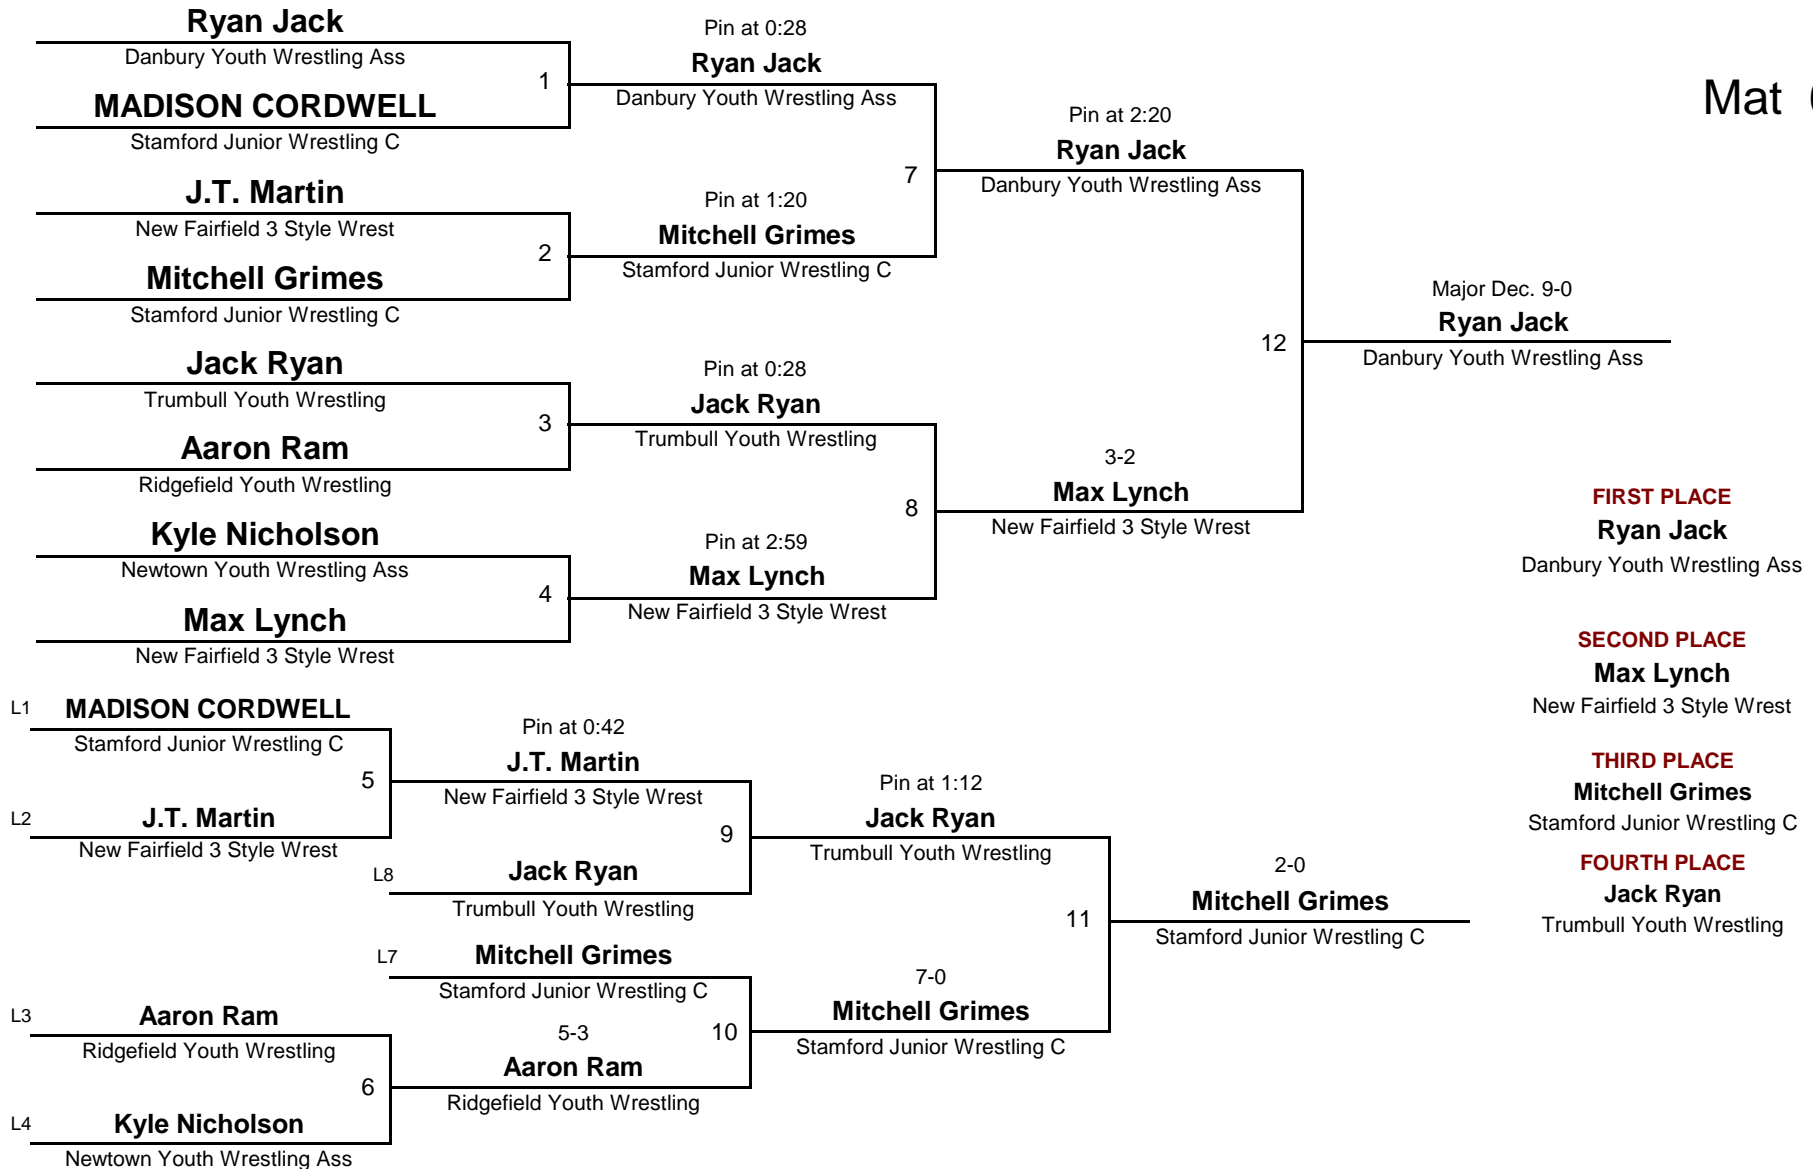 Ryan Jack
Danbury Youth Wrestling Ass
1
MADISON CORDWELL
Stamford Junior Wrestling C
J.T. Martin
New Fairfield 3 Style Wrest
2
Mitchell Grimes
Stamford Junior Wrestling C
Jack Ryan
Trumbull Youth Wrestling
3
Aaron Ram
Ridgefield Youth Wrestling
Kyle Nicholson
Newtown Youth Wrestling Ass
4
Max Lynch
New Fairfield 3 Style Wrest
Pin at 0:28
Ryan Jack
Danbury Youth Wrestling Ass
7
Pin at 1:20
Mitchell Grimes
Stamford Junior Wrestling C
Pin at 0:28
Jack Ryan
Trumbull Youth Wrestling
8
Pin at 2:59
Max Lynch
New Fairfield 3 Style Wrest
Pin at 2:20
Ryan Jack
Danbury Youth Wrestling Ass
12
3-2
Max Lynch
New Fairfield 3 Style Wrest
Major Dec. 9-0
Ryan Jack
Danbury Youth Wrestling Ass
Mat
FIRST PLACE
Ryan Jack
Danbury Youth Wrestling Ass
SECOND PLACE
Max Lynch
New Fairfield 3 Style Wrest
THIRD PLACE
Mitchell Grimes
Stamford Junior Wrestling C
FOURTH PLACE
Jack Ryan
Trumbull Youth Wrestling
L1 MADISON CORDWELL
Stamford Junior Wrestling C
5
L2 J.T. Martin
New Fairfield 3 Style Wrest
L3 Aaron Ram
Ridgefield Youth Wrestling
6
L4 Kyle Nicholson
Newtown Youth Wrestling Ass
Pin at 0:42
J.T. Martin
New Fairfield 3 Style Wrest
9
L8 Jack Ryan
Trumbull Youth Wrestling
L7 Mitchell Grimes
Stamford Junior Wrestling C
10
5-3
Aaron Ram
Ridgefield Youth Wrestling
Pin at 1:12
Jack Ryan
Trumbull Youth Wrestling
11
7-0
Mitchell Grimes
Stamford Junior Wrestling C
2-0
Mitchell Grimes
Stamford Junior Wrestling C